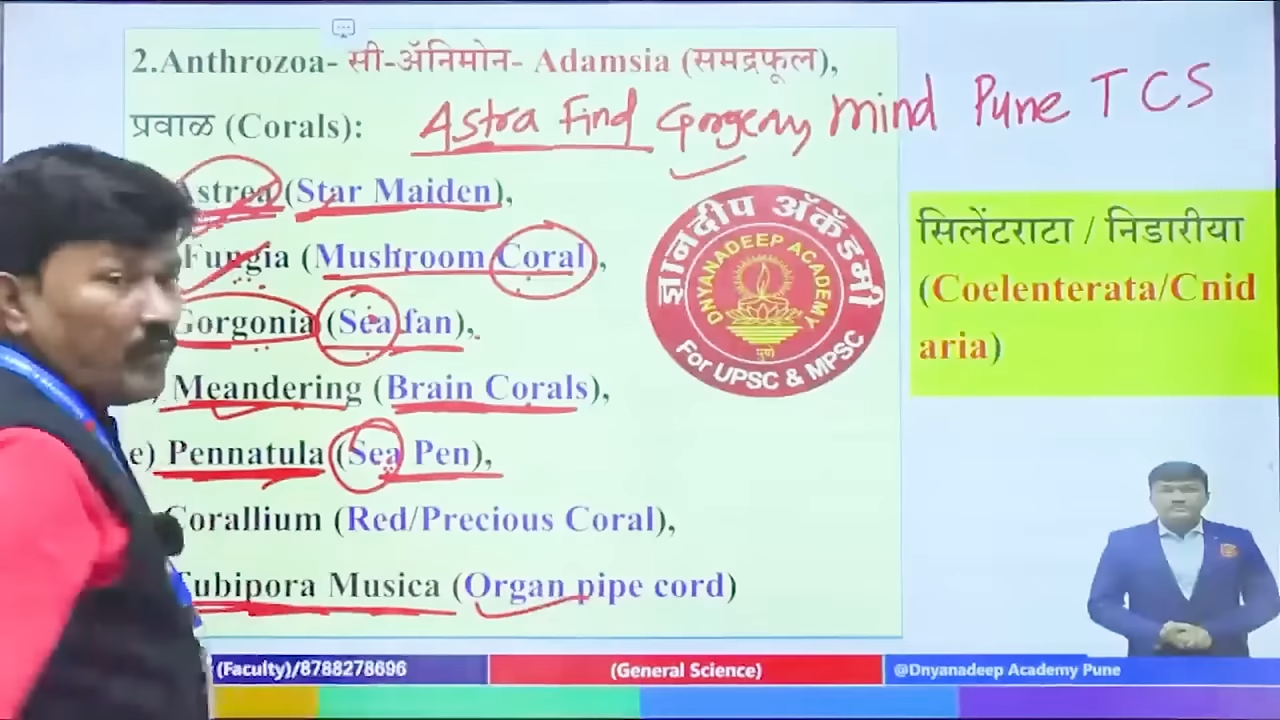 2.Anthrozoa- सी-ॲनिमोन- Adamsia (समद्रफूल),
प्रवाळ (Corals):
Astra Find Gorgeny mind Pune TCS
Astrea (Star Maiden),
Fungia (Mushroom Coral),
Gorgonia (Sea fan),
Meandering (Brain Corals),
e) Pennatula (Sea Pen),
Corallium (Red/Precious Coral),
Tubipora Musica (Organ pipe cord)
ज्ञानदीप ॲकॅडमी
DNYANADEEP ACADEMY
पुणे
For UPSC & MPSC
सिलेंटराटा / निडारीया
(Coelenterata/Cnid
aria)
(Faculty)/8788278696
(General Science)
@Dnyanadeep Academy Pune